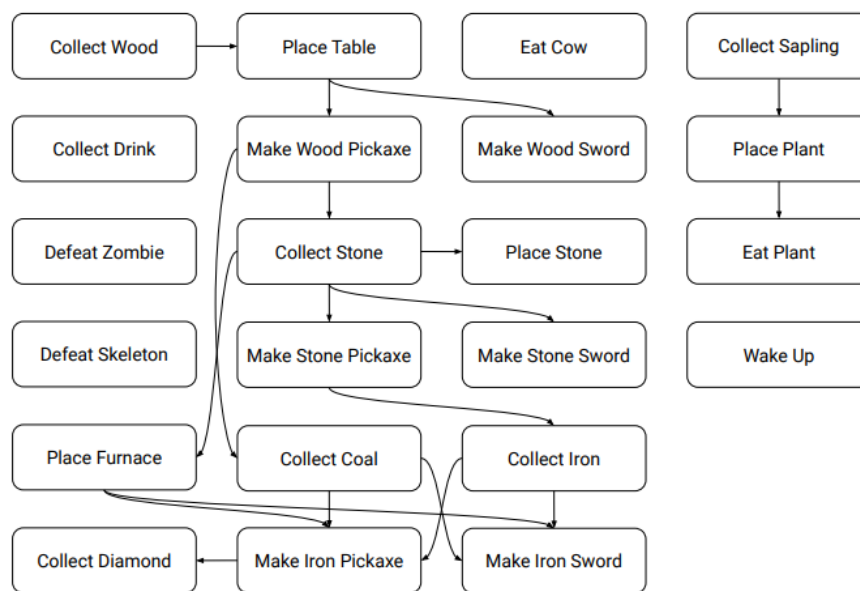 Collect Wood
Place Table
Eat Cow
Collect Sapling
Collect Drink
Make Wood Pickaxe
Make Wood Sword
Place Plant
Defeat Zombie
Collect Stone
Place Stone
Eat Plant
Defeat Skeleton
Make Stone Pickaxe
Make Stone Sword
Wake Up
Place Furnace
Collect Coal
Collect Iron
Collect Diamond
Make Iron Pickaxe
Make Iron Sword